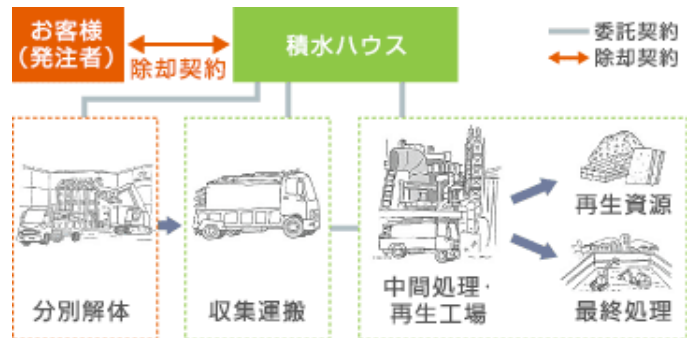 お客様
（発注者）
除却契約
積水ハウス
委託契約
除却契約
分別解体
収集運搬
中間処理・
再生工場
再生資源
最終処理